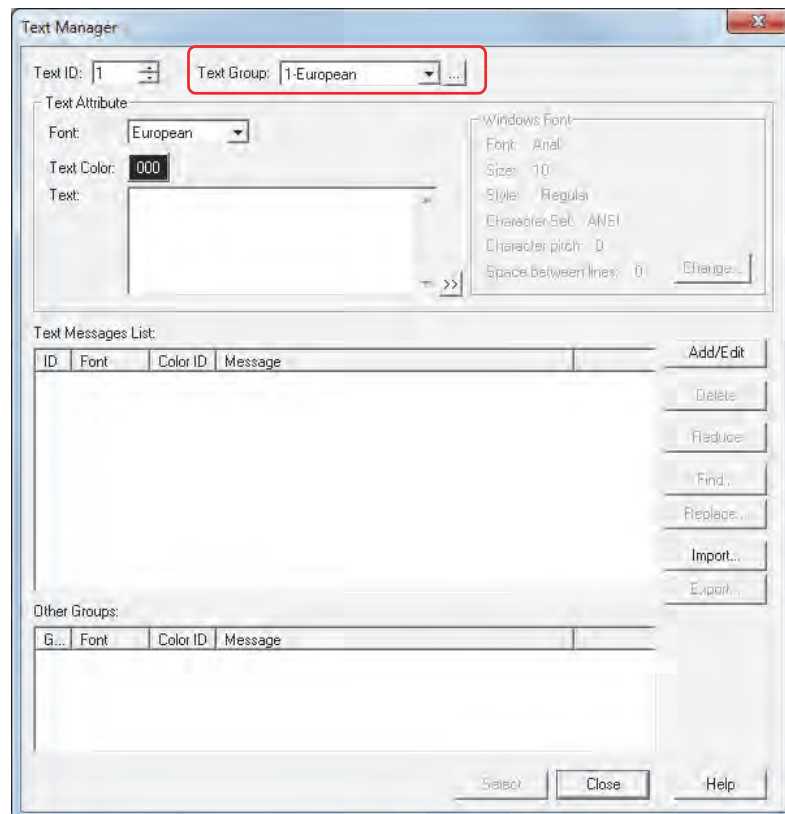 Text Manager
Text ID: 1 Text Group: 1-European ...
Text Attribute
Font: European
Text Color: 000
Text:
>>
Windows Font
Font: Arial
Size: 10
Style: Regular
Character Set: ANSI
Character pitch: 0
Space between lines: 0 Change...
Text Messages List:
ID Font Color ID Message
Add/Edit
Delete
Reduce
Find...
Replace...
Import...
Export...
Other Groups:
G... Font Color ID Message
Select Close Help